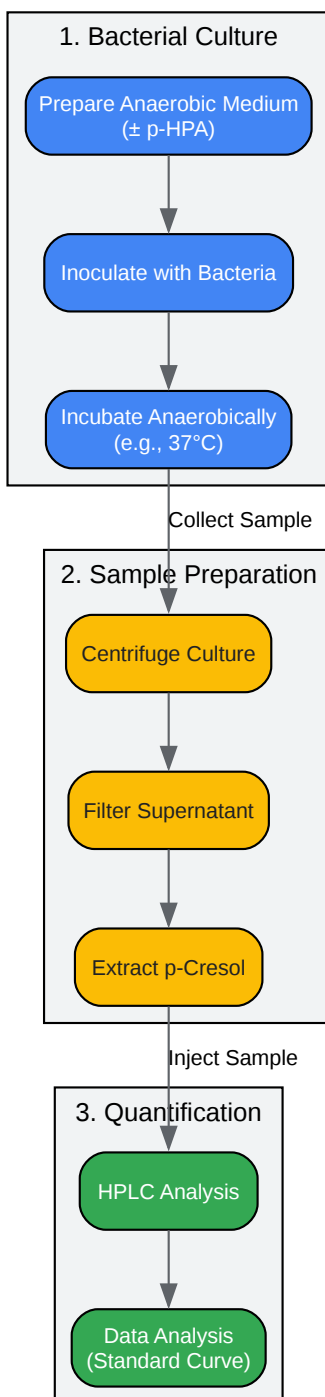 1. Bacterial Culture
Prepare Anaerobic Medium
(± p-HPA)
Inoculate with Bacteria
Incubate Anaerobically
(e.g., 37°C)
Collect Sample
2. Sample Preparation
Centrifuge Culture
Filter Supernatant
Extract p-Cresol
Inject Sample
3. Quantification
HPLC Analysis
Data Analysis
(Standard Curve)